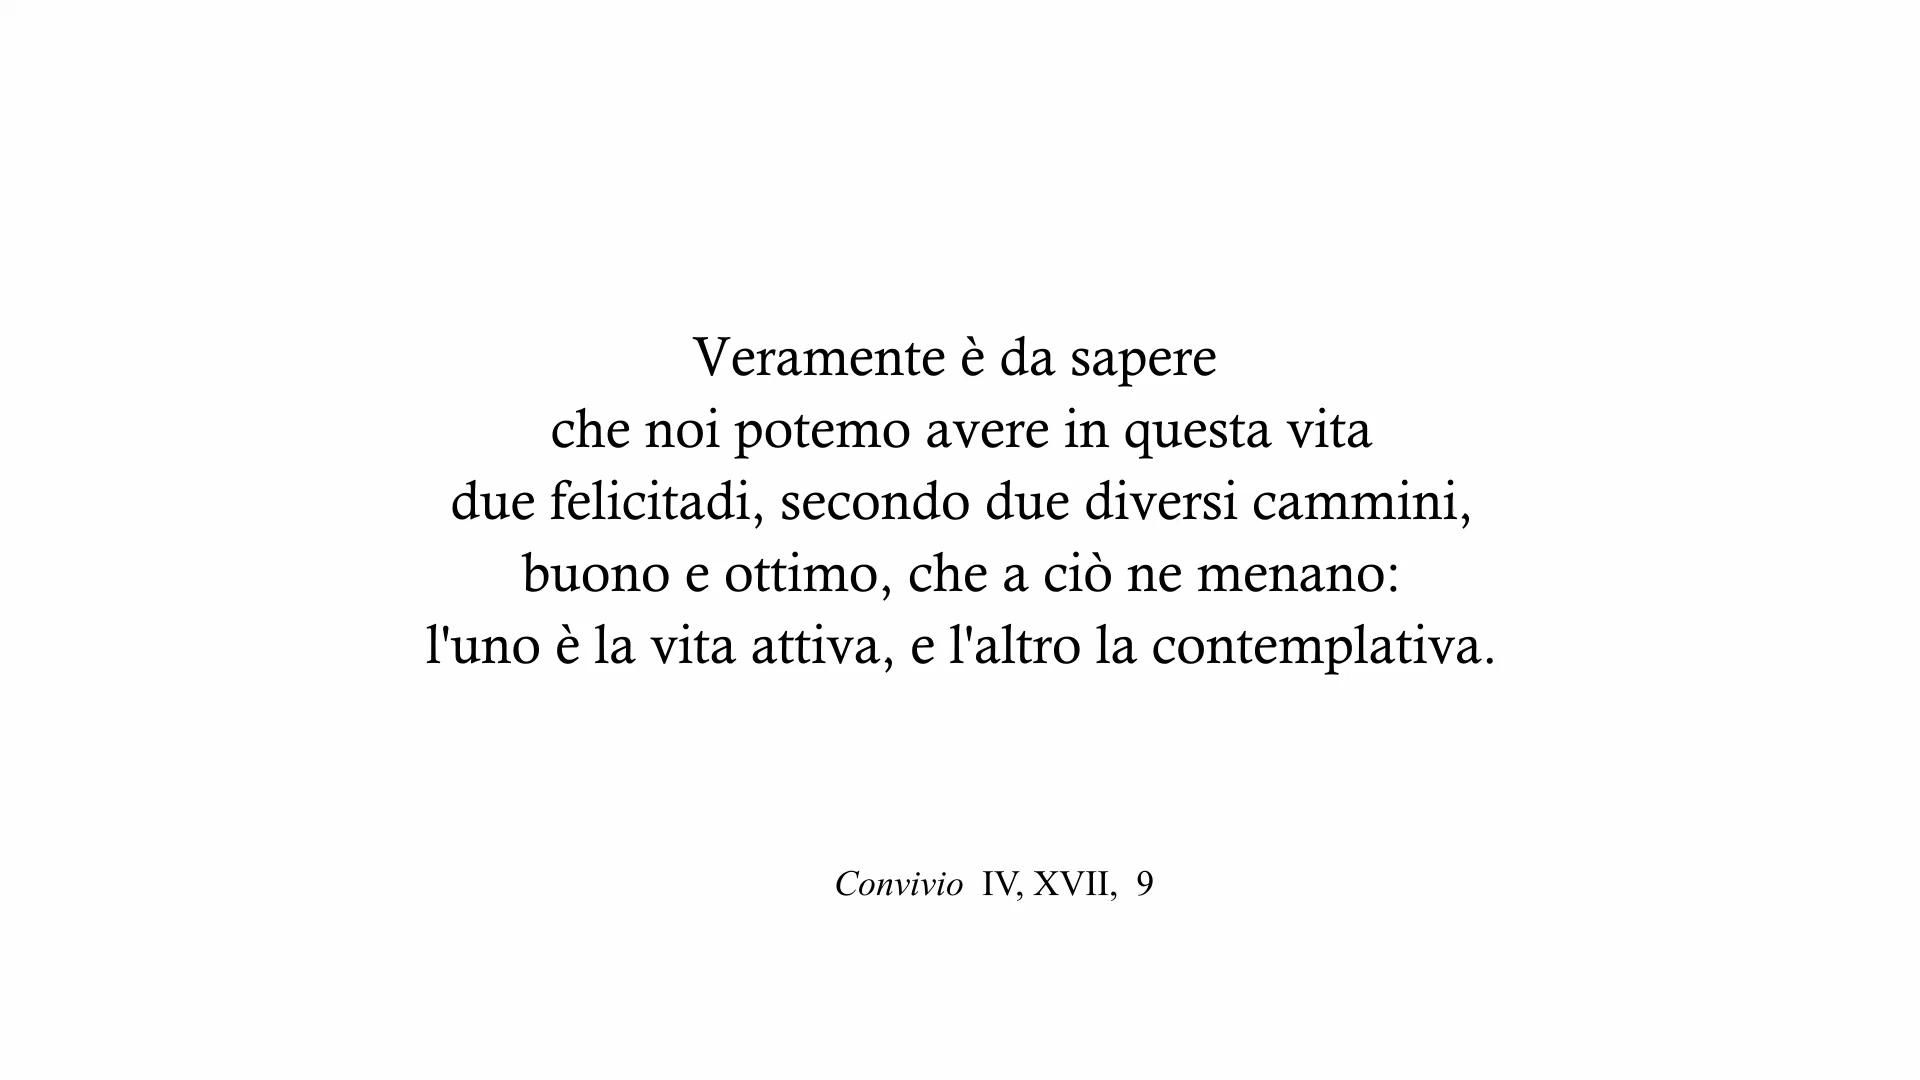 Veramente è da sapere
che noi potemo avere in questa vita
due felicitadi, secondo due diversi cammini,
buono e ottimo, che a ciò ne menano:
l'uno è la vita attiva, e l'altro la contemplativa.
Convivio IV, XVII, 9